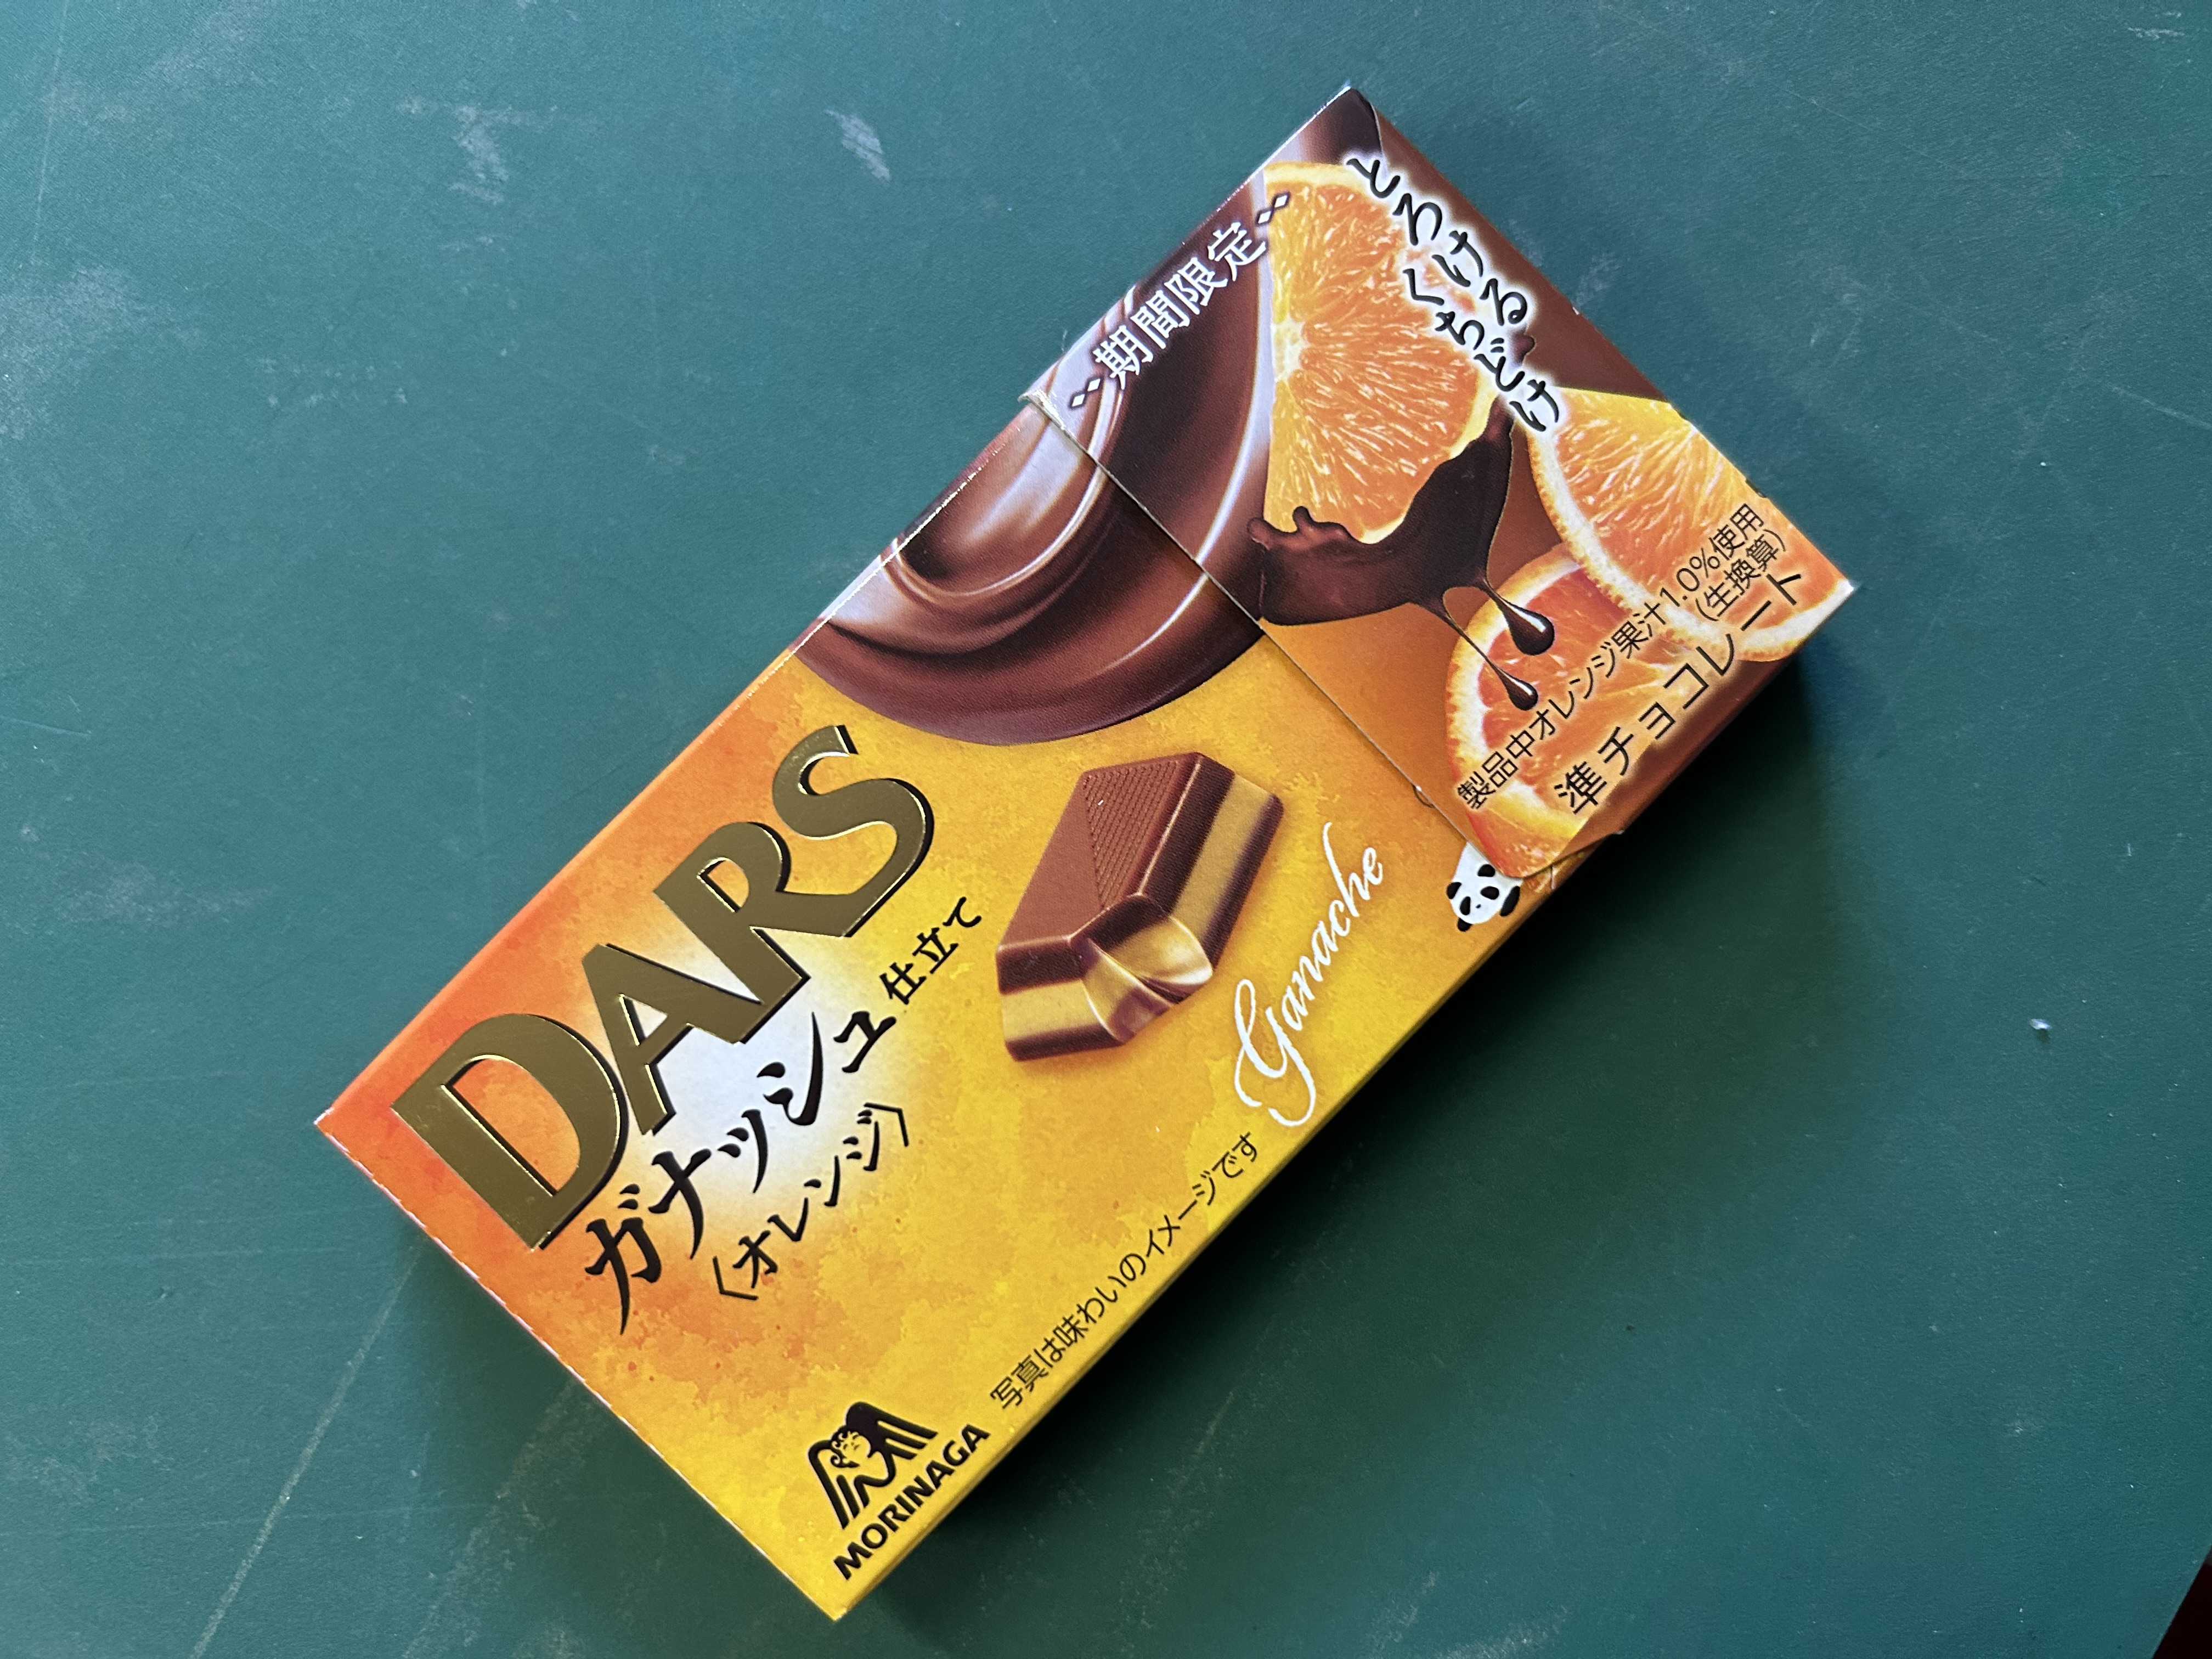 期間限定
とろける
くちどけ
製品中オレンジ果汁1.0%使用
(生換算)
準チョコレート
DARS
ガナッシュ仕立て
〈オレンジ〉
Ganache
写真は味わいのイメージです
MORINAGA